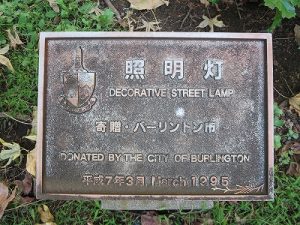 照明灯
DECORATIVE STREET LAMP
寄贈・バーリントン市
DONATED BY THE CITY OF BURLINGTON
平成7年3月 March 1995